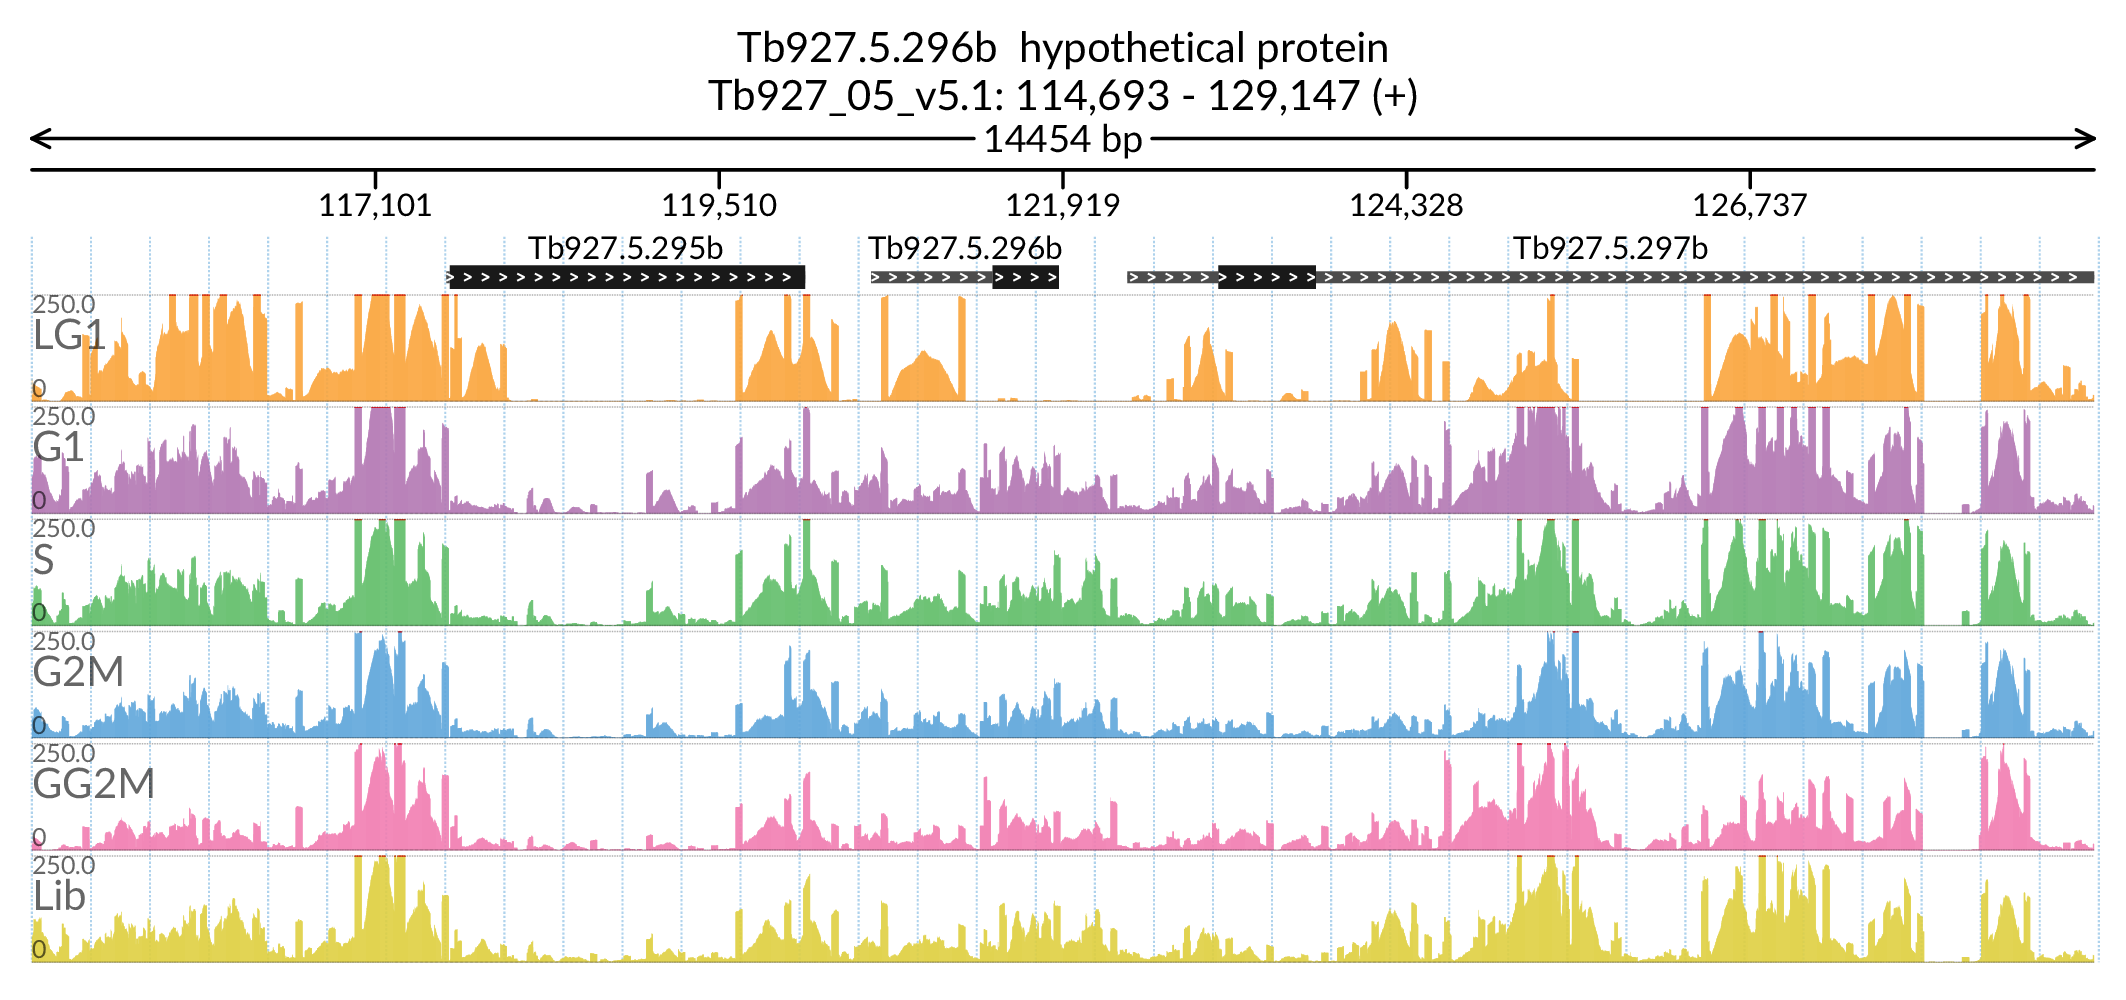 Tb927.5.296b  hypothetical protein
Tb927_05_v5.1: 114,693 - 129,147 (+)
14454 bp
117,101 119,510 121,919 124,328 126,737
Tb927.5.295b Tb927.5.296b Tb927.5.297b
250.0
LG1
0
250.0
G1
0
250.0
S
0
250.0
G2M
0
250.0
GG2M
0
250.0
Lib
0